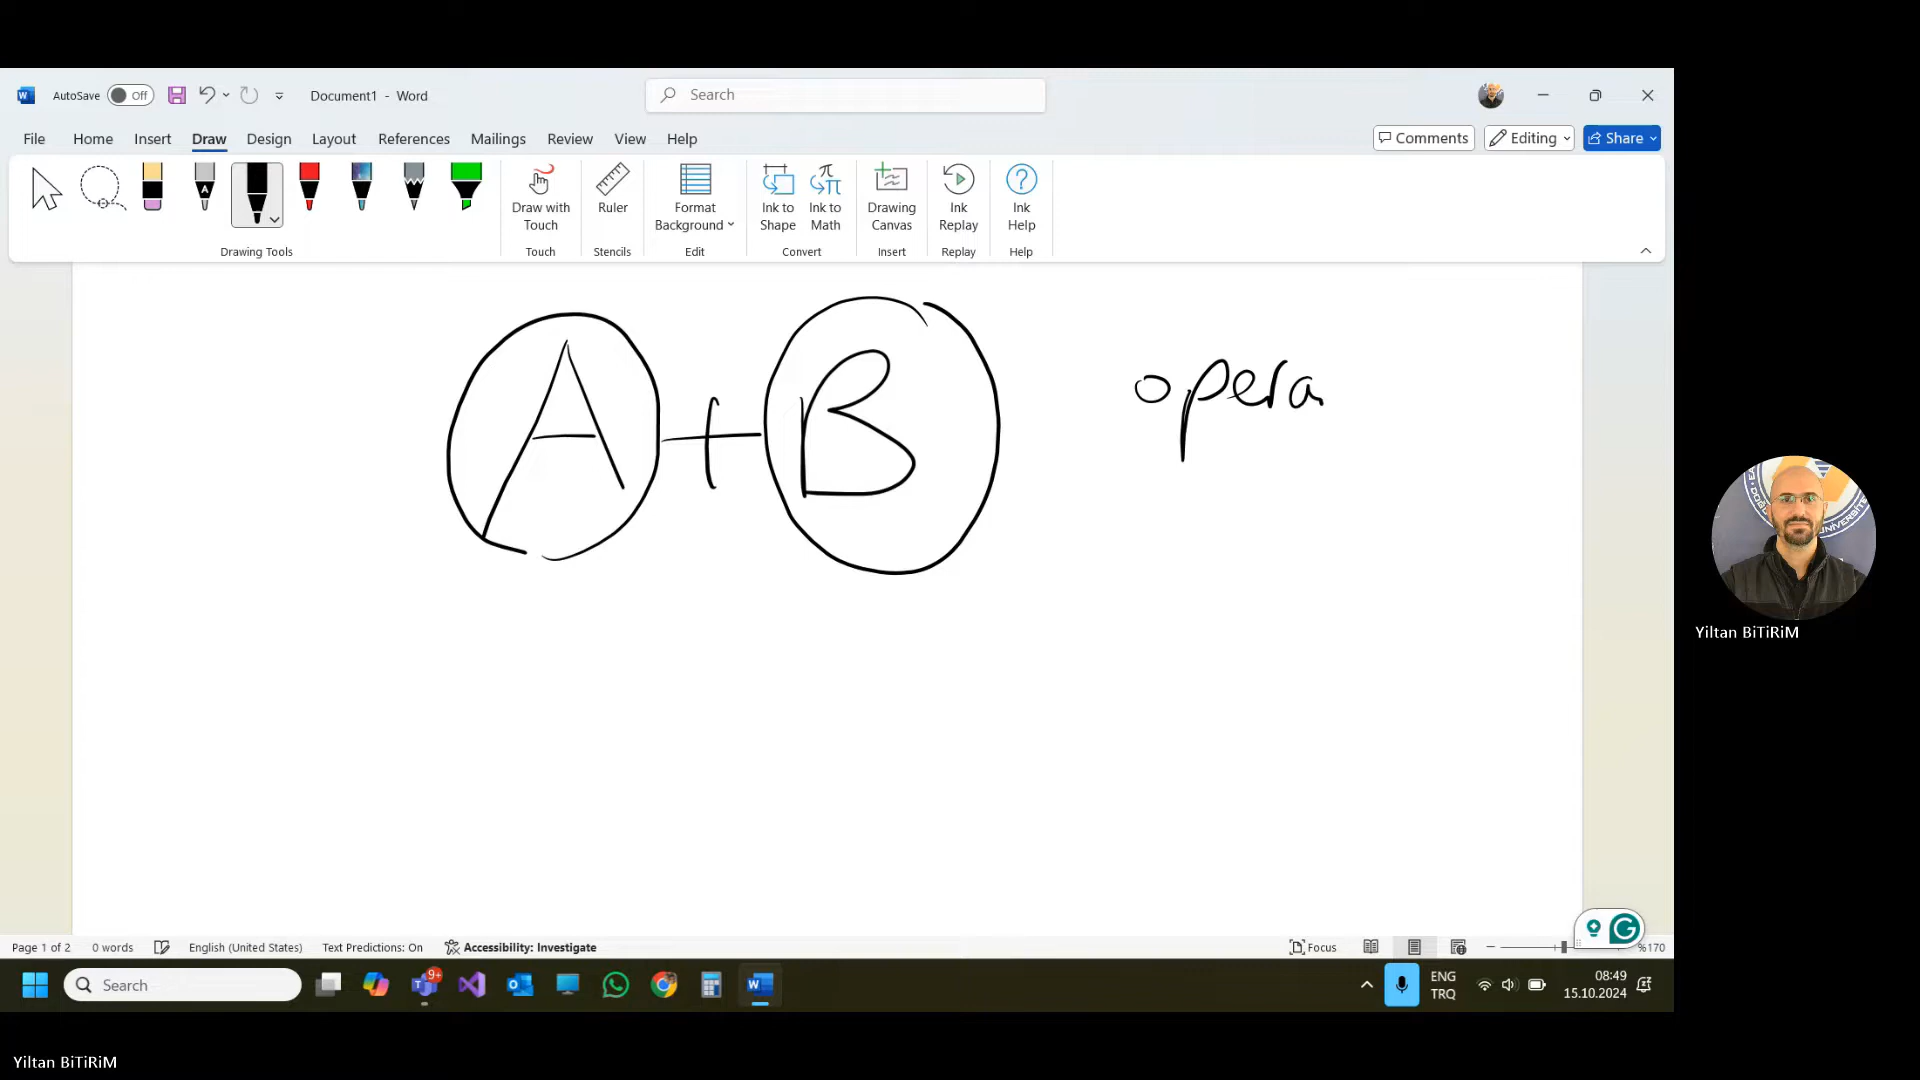 AutoSave Off Document1 - Word Search
File Home Insert Draw Design Layout References Mailings Review View Help Comments Editing Share
Draw with Touch Ruler Format Background Ink to Shape Ink to Math Drawing Canvas Ink Replay Ink Help
Drawing Tools Touch Stencils Edit Convert Insert Replay Help
A + B opera
Yiltan BiTiRiM
Page 1 of 2 0 words English (United States) Text Predictions: On Accessibility: Investigate Focus %170
Search 9+ ENG TRQ 08:49 15.10.2024
Yiltan BiTiRiM